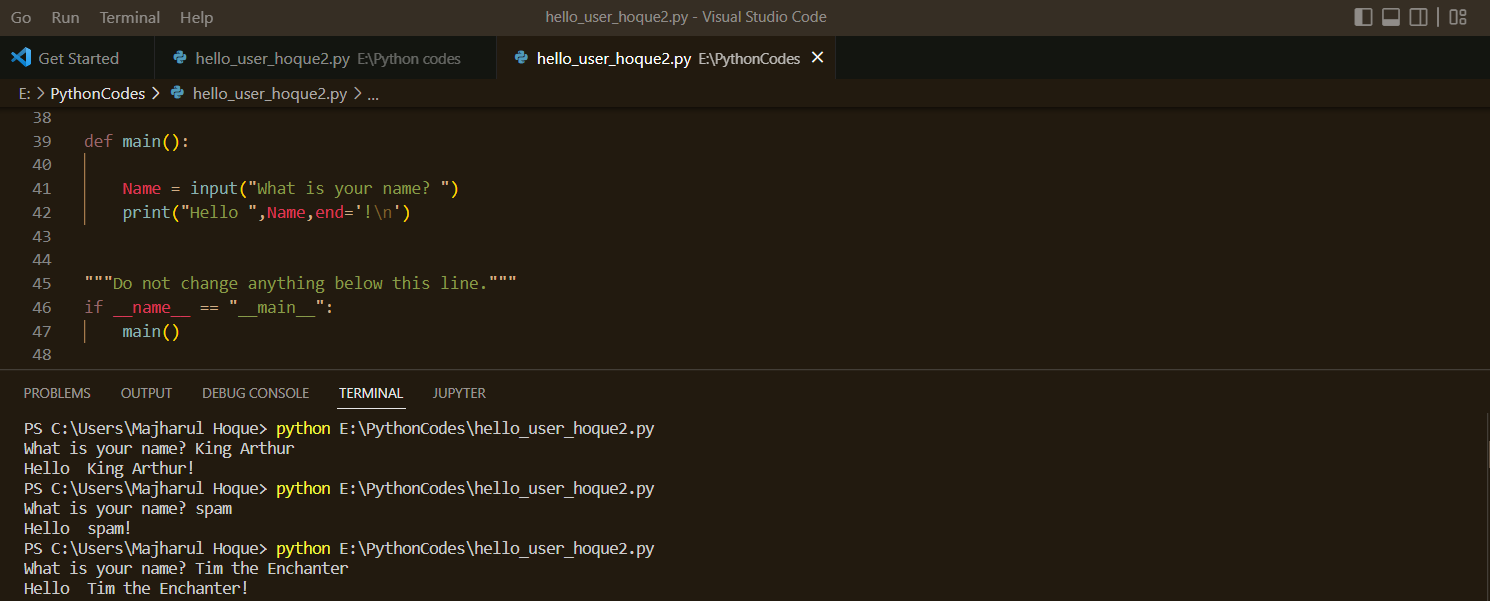 Go Run Terminal Help hello_user_hoque2.py - Visual Studio Code
Get Started hello_user_hoque2.py E:\Python codes hello_user_hoque2.py E:\PythonCodes
E: > PythonCodes > hello_user_hoque2.py > ...
38
39 def main():
40
41     Name = input("What is your name? ")
42     print("Hello ",Name,end='!\n')
43
44
45 """Do not change anything below this line."""
46 if __name__ == "__main__":
47     main()
48
PROBLEMS OUTPUT DEBUG CONSOLE TERMINAL JUPYTER
PS C:\Users\Majharul Hoque> python E:\PythonCodes\hello_user_hoque2.py
What is your name? King Arthur
Hello  King Arthur!
PS C:\Users\Majharul Hoque> python E:\PythonCodes\hello_user_hoque2.py
What is your name? spam
Hello  spam!
PS C:\Users\Majharul Hoque> python E:\PythonCodes\hello_user_hoque2.py
What is your name? Tim the Enchanter
Hello  Tim the Enchanter!